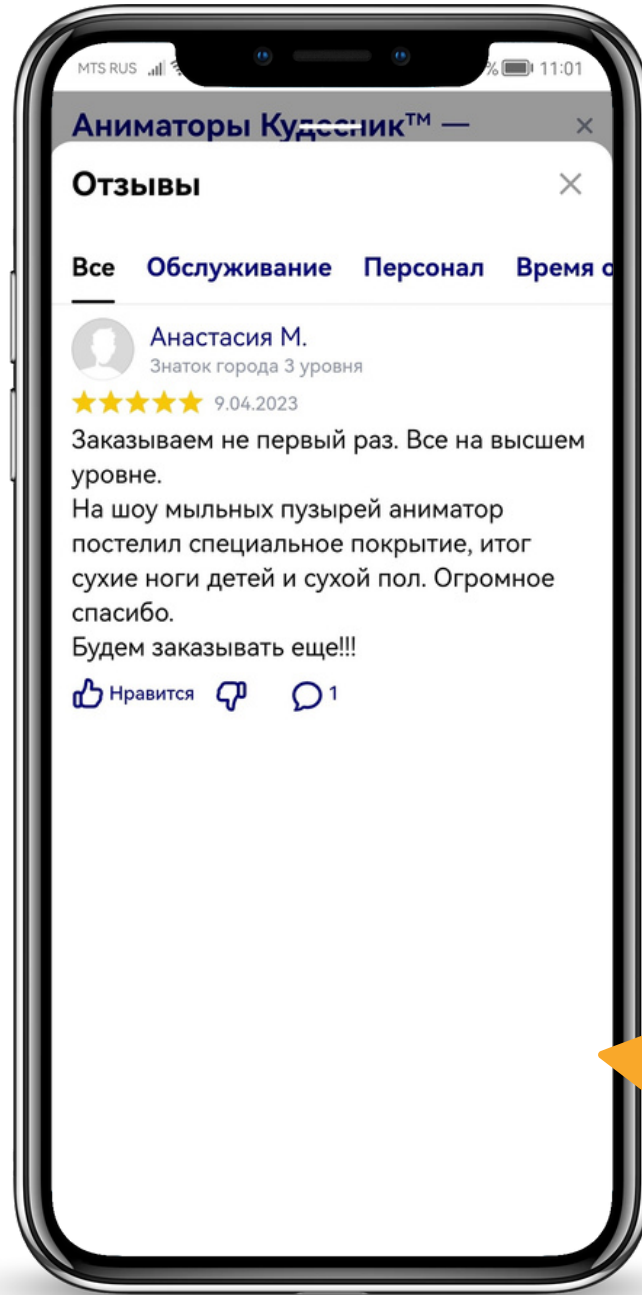 MTS RUS % 11:01
Аниматоры Кудесник™ —
Отзывы
Все Обслуживание Персонал Время о
Анастасия М.
Знаток города 3 уровня
9.04.2023
Заказываем не первый раз. Все на высшем
уровне.
На шоу мыльных пузырей аниматор
постелил специальное покрытие, итог
сухие ноги детей и сухой пол. Огромное
спасибо.
Будем заказывать еще!!!
Нравится 1